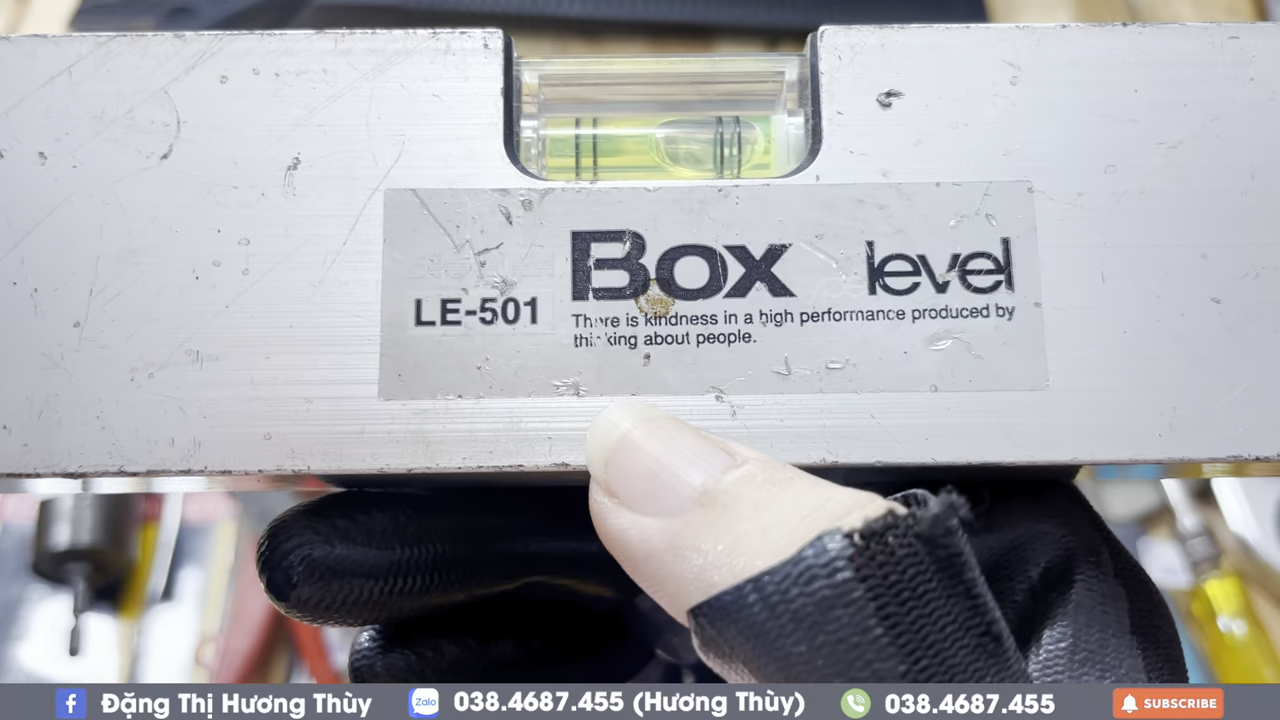 Box level
LE-501
There is kindness in a high performance produced by
thinking about people.
Đặng Thị Hương Thùy
Zalo
038.4687.455 (Hương Thùy)
038.4687.455
SUBSCRIBE